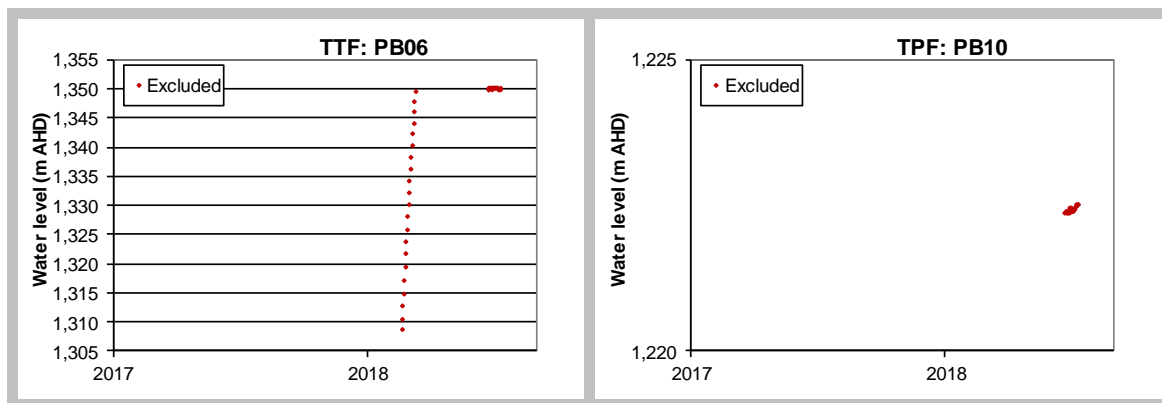 TTF: PB06
Water level (m AHD)
1,355
1,350
1,345
1,340
1,335
1,330
1,325
1,320
1,315
1,310
1,305
Excluded
2017
2018
TPF: PB10
Water level (m AHD)
1,225
1,220
Excluded
2017
2018